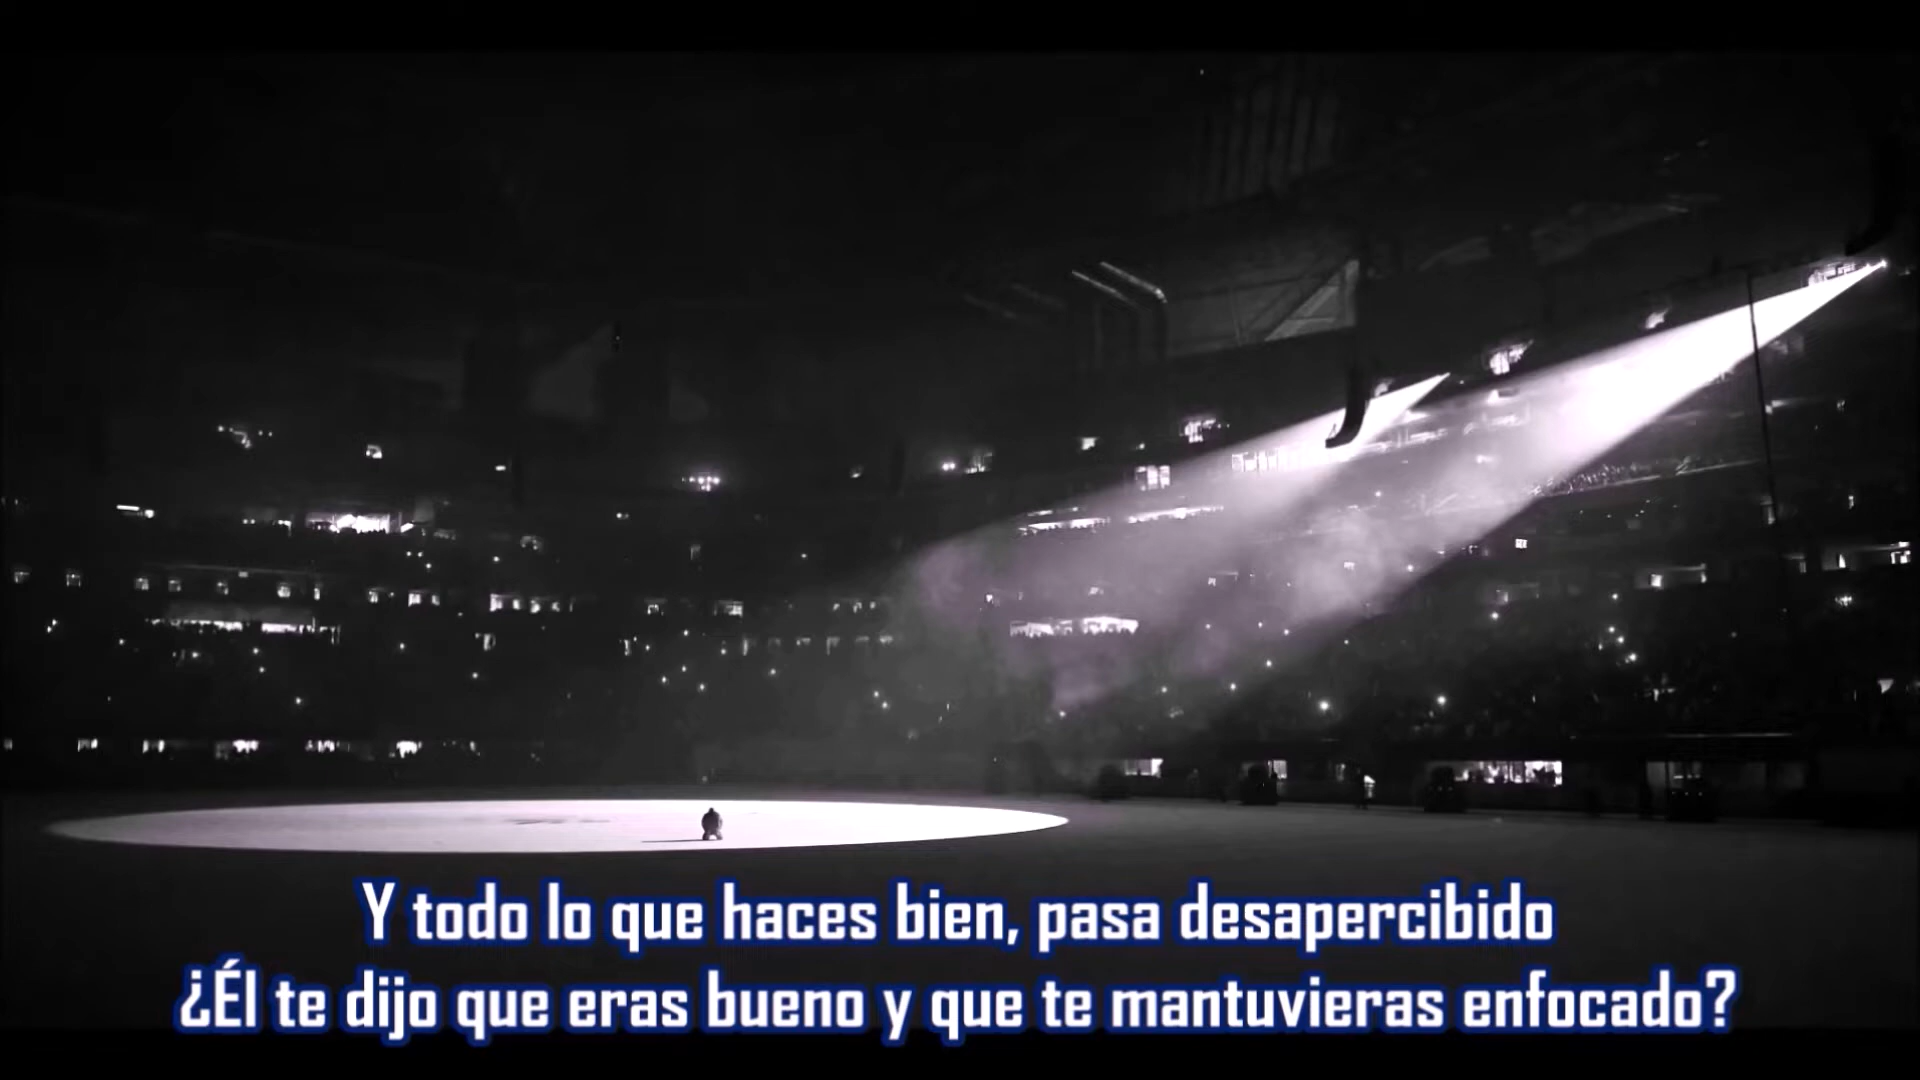 Y todo lo que haces bien, pasa desapercibido
¿Él te dijo que eras bueno y que te mantuvieras enfocado?